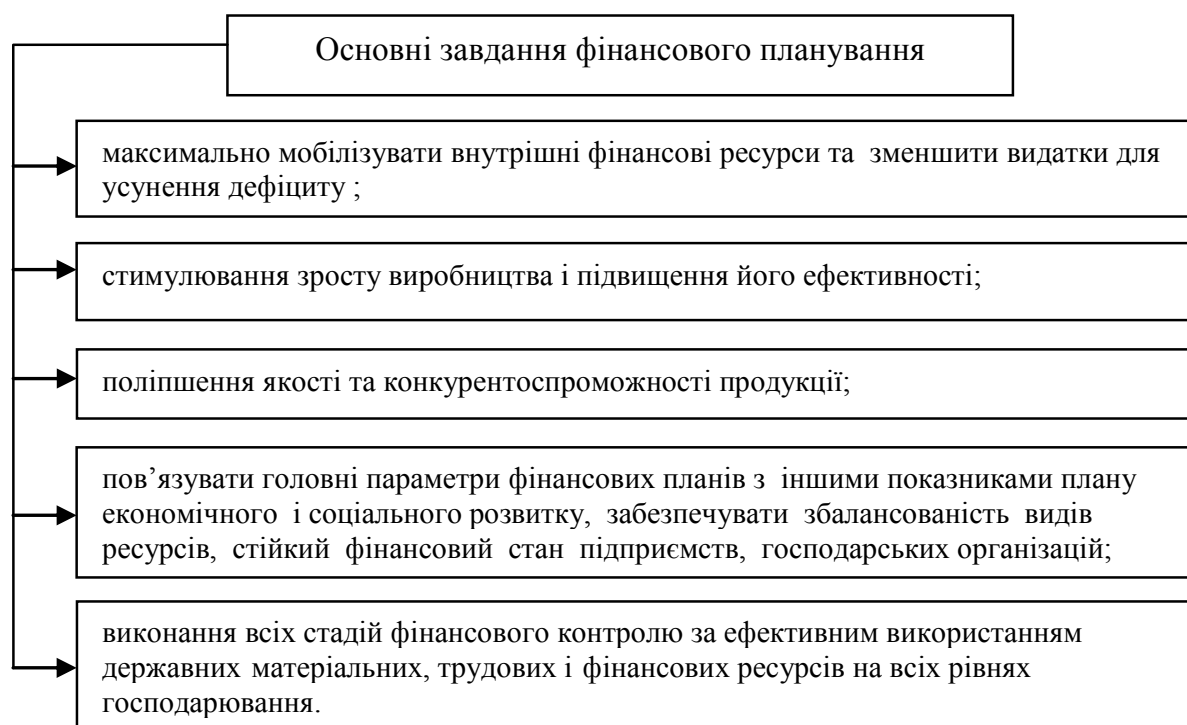 Основні завдання фінансового планування
максимально мобілізувати внутрішні фінансові ресурси та зменшити видатки для
усунення дефіциту ;
стимулювання зросту виробництва і підвищення його ефективності;
поліпшення якості та конкурентоспроможності продукції;
пов’язувати головні параметри фінансових планів з іншими показниками плану
економічного і соціального розвитку, забезпечувати збалансованість видів
ресурсів, стійкий фінансовий стан підприємств, господарських організацій;
виконання всіх стадій фінансового контролю за ефективним використанням
державних матеріальних, трудових і фінансових ресурсів на всіх рівнях
господарювання.